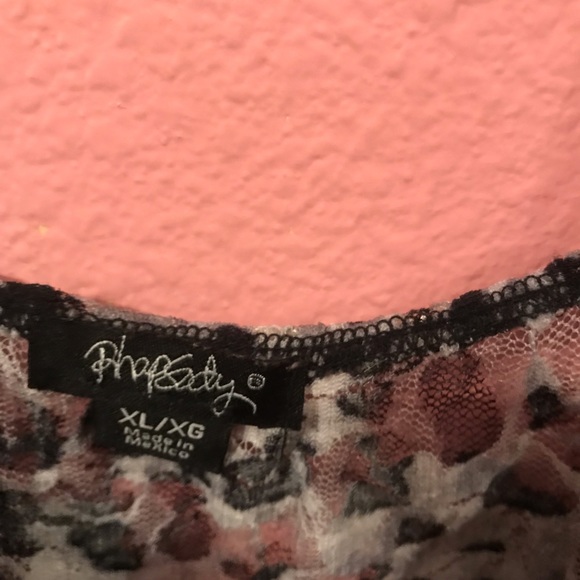 Rhapsody ®
XL/XG
Made in
Mexico